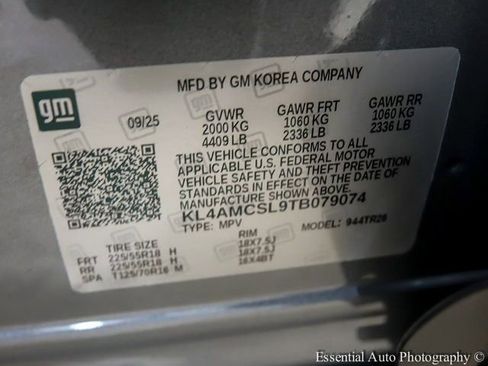 MFD BY GM KOREA COMPANY
gm
09/25
GVWR GAWR FRT GAWR RR
2000 KG 1060 KG 1060 KG
4409 LB 2336 LB 2336 LB
THIS VEHICLE CONFORMS TO ALL
APPLICABLE U.S. FEDERAL MOTOR
VEHICLE SAFETY AND THEFT PREVENTION
STANDARDS IN EFFECT ON THE DATE OF
MANUFACTURE SHOWN ABOVE.
KL4AMCSL9TB079074
TYPE: MPV MODEL: 944TR26
TIRE SIZE RIM
FRT 225/55R18 H 18X7.5J
RR 225/55R18 H 18X7.5J
SPA T125/70R16 M 16X4BT
Essential Auto Photography ©